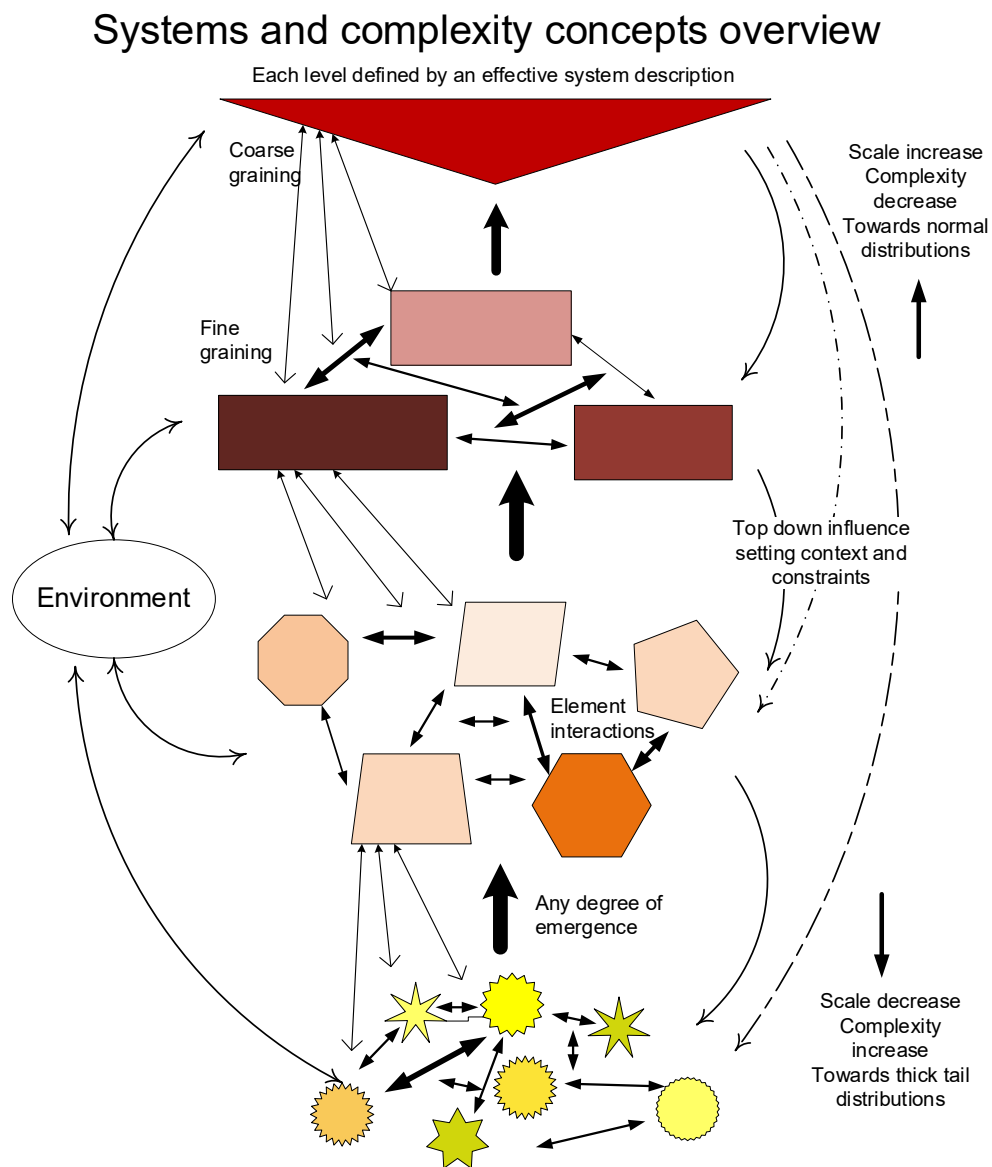 Systems and complexity concepts overview
Each level defined by an effective system description
Coarse
graining
Scale increase
Complexity
decrease
Towards normal
distributions
Fine
graining
Top down influence
setting context and
constraints
Environment
Element
interactions
Any degree of
emergence
Scale decrease
Complexity
increase
Towards thick tail
distributions